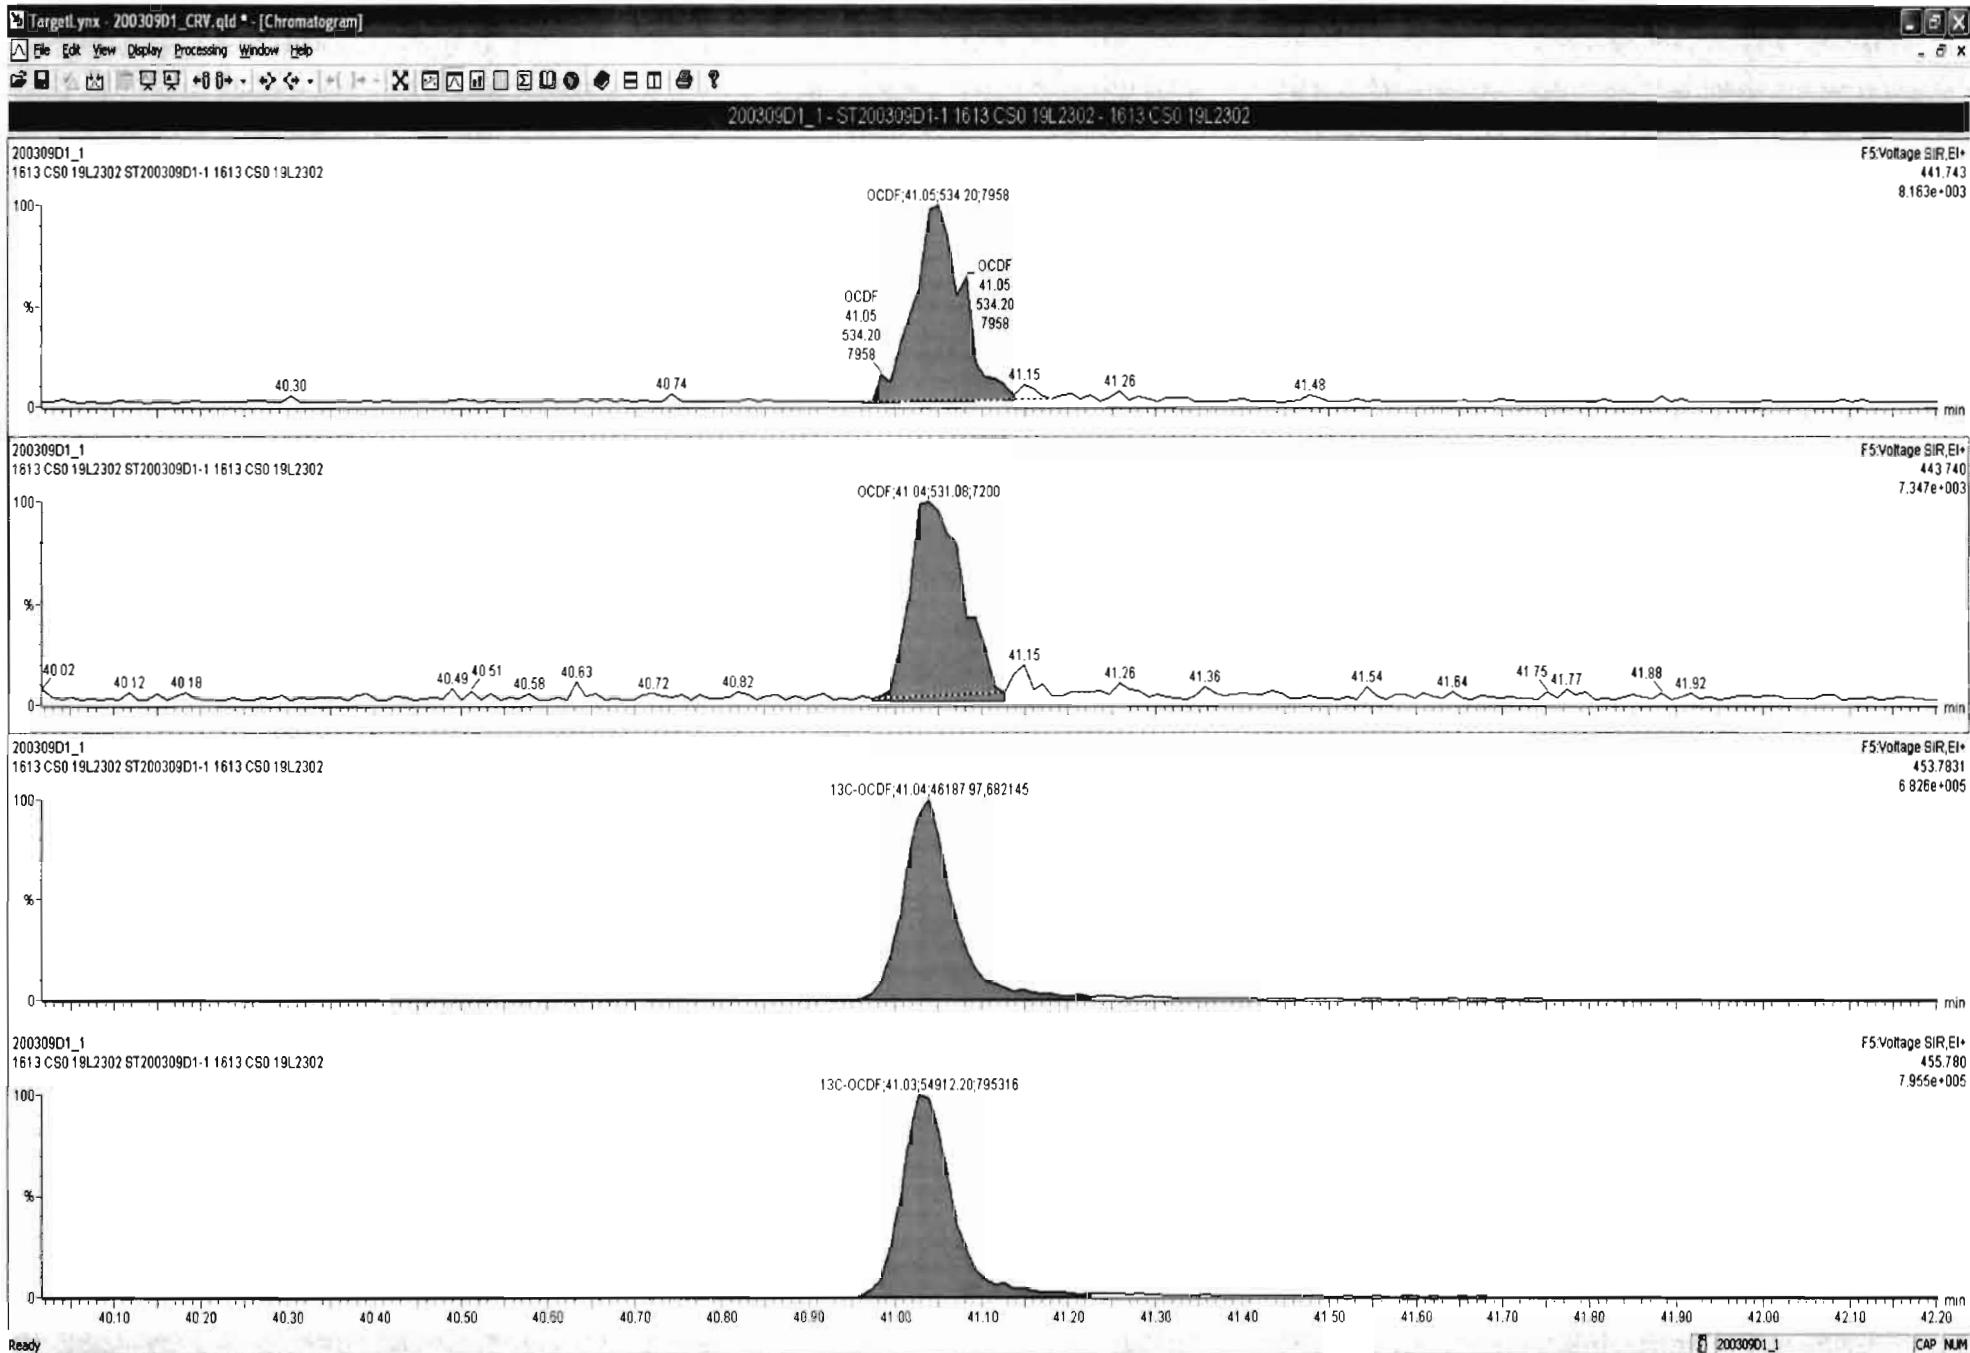 TargetLynx - 200309D1_CRV.qld * - [Chromatogram]
File Edit View Display Processing Window Help
200309D1_1 - ST200309D1-1 1613 CS0 19L2302 - 1613 CS0 19L2302
200309D1_1
1613 CS0 19L2302 ST200309D1-1 1613 CS0 19L2302
F5:Voltage SIR,EI+
441.743
8.163e+003
100
%
0
OCDF;41.05;534.20;7958
OCDF
41.05
534.20
7958
OCDF
41.05
534.20
7958
40.30
40.74
41.15
41.26
41.48
min
200309D1_1
1613 CS0 19L2302 ST200309D1-1 1613 CS0 19L2302
F5:Voltage SIR,EI+
443.740
7.347e+003
100
%
0
OCDF;41.04;531.08;7200
40.02
40.12
40.18
40.49
40.51
40.58
40.63
40.72
40.82
41.15
41.26
41.36
41.54
41.64
41.75
41.77
41.88
41.92
min
200309D1_1
1613 CS0 19L2302 ST200309D1-1 1613 CS0 19L2302
F5:Voltage SIR,EI+
453.7831
6.826e+005
100
%
0
13C-OCDF;41.04;46187.97;682145
min
200309D1_1
1613 CS0 19L2302 ST200309D1-1 1613 CS0 19L2302
F5:Voltage SIR,EI+
455.780
7.955e+005
100
%
0
13C-OCDF;41.03;54912.20;795316
min
40.10 40.20 40.30 40.40 40.50 40.60 40.70 40.80 40.90 41.00 41.10 41.20 41.30 41.40 41.50 41.60 41.70 41.80 41.90 42.00 42.10 42.20
Ready
200309D1_1
CAP NUM